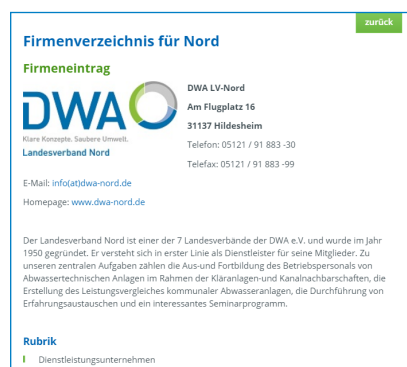 zurück
Firmenverzeichnis für Nord
Firmeneintrag
DWA
Klare Konzepte. Saubere Umwelt.
Landesverband Nord
DWA LV-Nord
Am Flugplatz 16
31137 Hildesheim
Telefon: 05121 / 91 883 -30
Telefax: 05121 / 91 883 -99
E-Mail: info(at)dwa-nord.de
Homepage: www.dwa-nord.de
Der Landesverband Nord ist einer der 7 Landesverbände der DWA e.V. und wurde im Jahr
1950 gegründet. Er versteht sich in erster Linie als Dienstleister für seine Mitglieder. Zu
unseren zentralen Aufgaben zählen die Aus-und Fortbildung des Betriebspersonals von
Abwassertechnischen Anlagen im Rahmen der Kläranlagen-und Kanalnachbarschaften, die
Erstellung des Leistungsvergleiches kommunaler Abwasseranlagen, die Durchführung von
Erfahrungsaustauschen und ein interessantes Seminarprogramm.
Rubrik
Dienstleistungsunternehmen